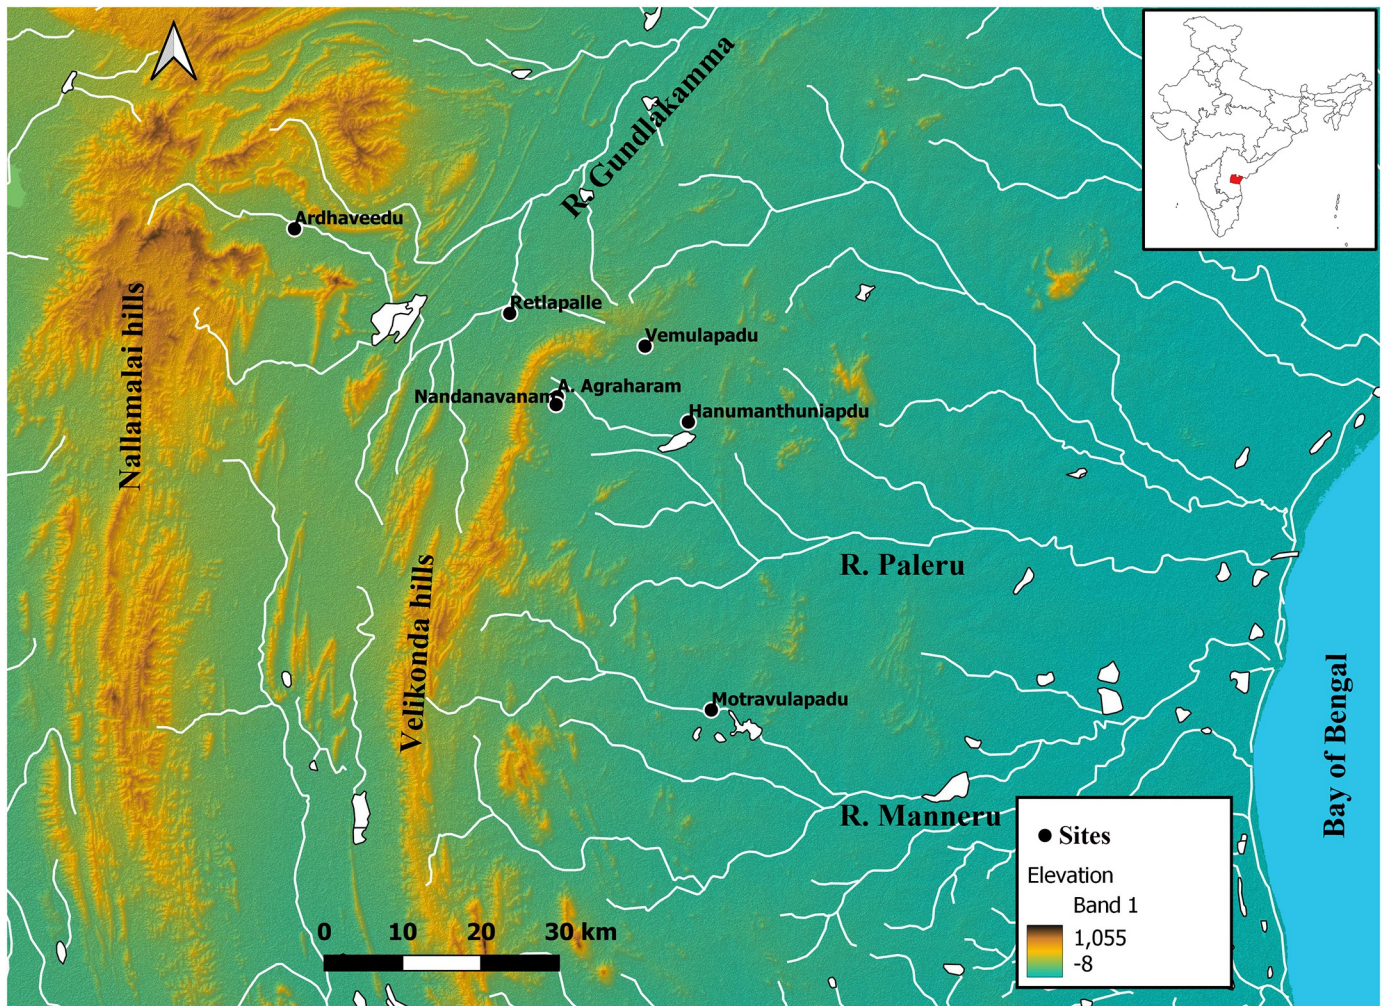 R. Gundlakamma
Ardhaveedu
Nallamalai hills
Retlapalle
Vemulapadu
A. Agraharam
Nandanavanam
Hanumanthuniapdu
R. Paleru
Velikonda hills
Motravulapadu
Bay of Bengal
R. Manneru
Sites
Elevation
Band 1
1,055
-8
0 10 20 30 km